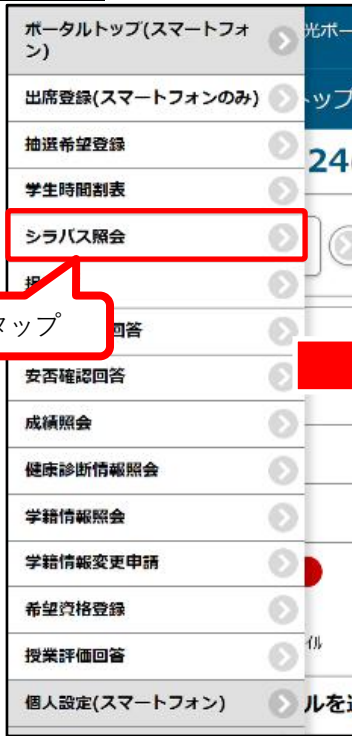 ポータルトップ(スマートフォ
ン)
光ポー
出席登録(スマートフォンのみ)
ップ
抽選希望登録
24
学生時間割表
シラバス照会
タップ
回答
安否確認回答
成績照会
健康診断情報照会
学籍情報照会
学籍情報変更申請
希望資格登録
授業評価回答
イル
個人設定(スマートフォン)
ルを